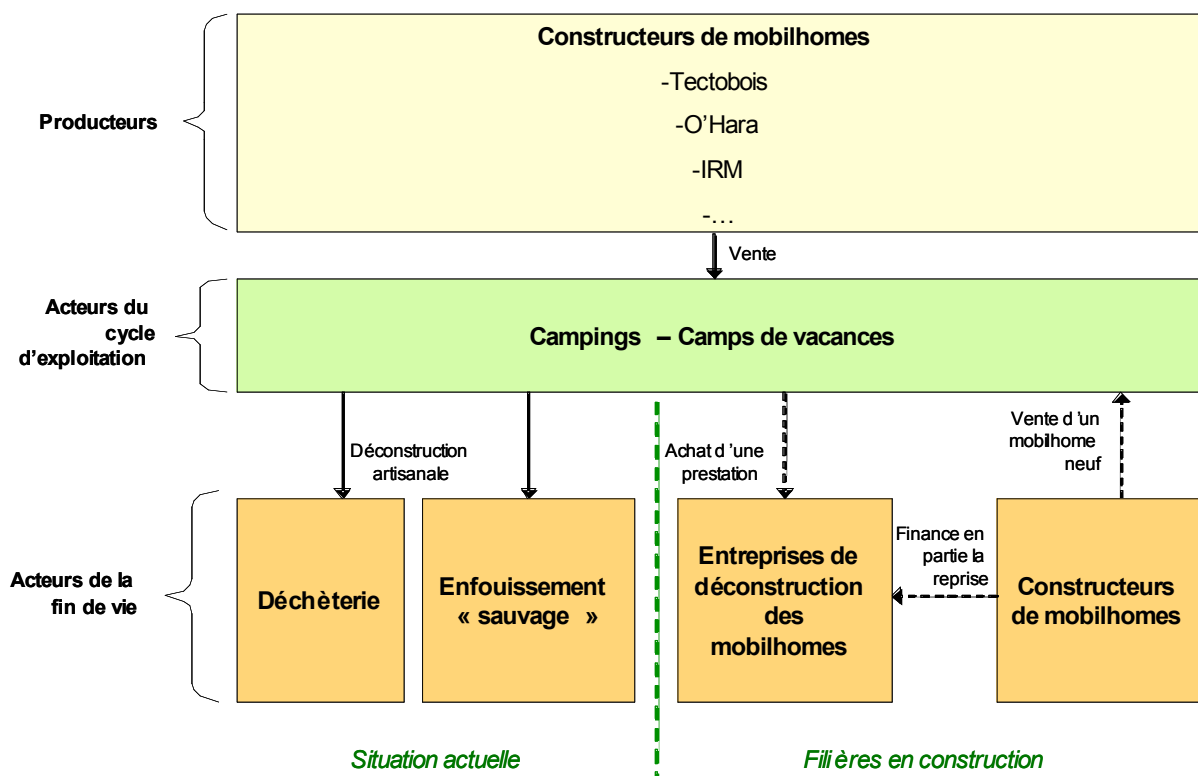 Constructeurs de mobilhomes
-Tectobois
-O'Hara
-IRM
-...
Producteurs
Vente
Acteurs du
cycle
d'exploitation
Campings – Camps de vacances
Déconstruction
artisanale
Achat d'une
prestation
Vente d'un
mobilhome
neuf
Acteurs de la
fin de vie
Déchèterie
Enfouissement
« sauvage »
Entreprises de
déconstruction
des
mobilhomes
Finance en
partie la
reprise
Constructeurs
de mobilhomes
Situation actuelle
Filières en construction